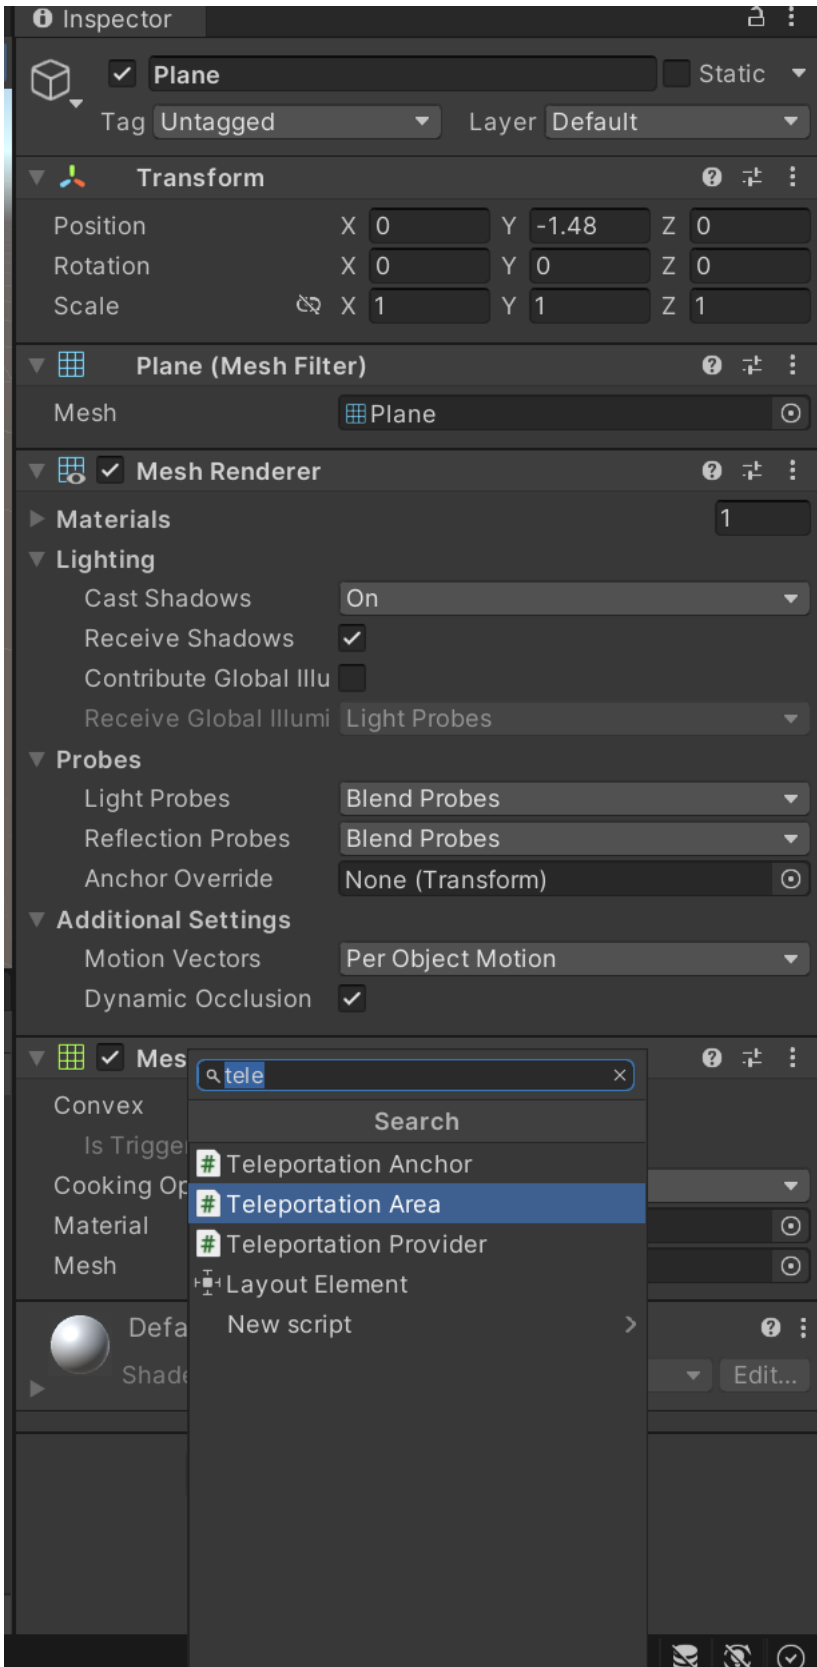 Inspector
Plane
Static
Tag Untagged Layer Default
Transform
Position X 0 Y -1.48 Z 0
Rotation X 0 Y 0 Z 0
Scale X 1 Y 1 Z 1
Plane (Mesh Filter)
Mesh Plane
Mesh Renderer
Materials 1
Lighting
Cast Shadows On
Receive Shadows
Contribute Global Illu
Receive Global Illumi Light Probes
Probes
Light Probes Blend Probes
Reflection Probes Blend Probes
Anchor Override None (Transform)
Additional Settings
Motion Vectors Per Object Motion
Dynamic Occlusion
Mes
tele
Convex
Search
Is Trigge
Teleportation Anchor
Cooking Op
Teleportation Area
Material
Teleportation Provider
Mesh
Layout Element
Defa
New script
Shade
Edit...